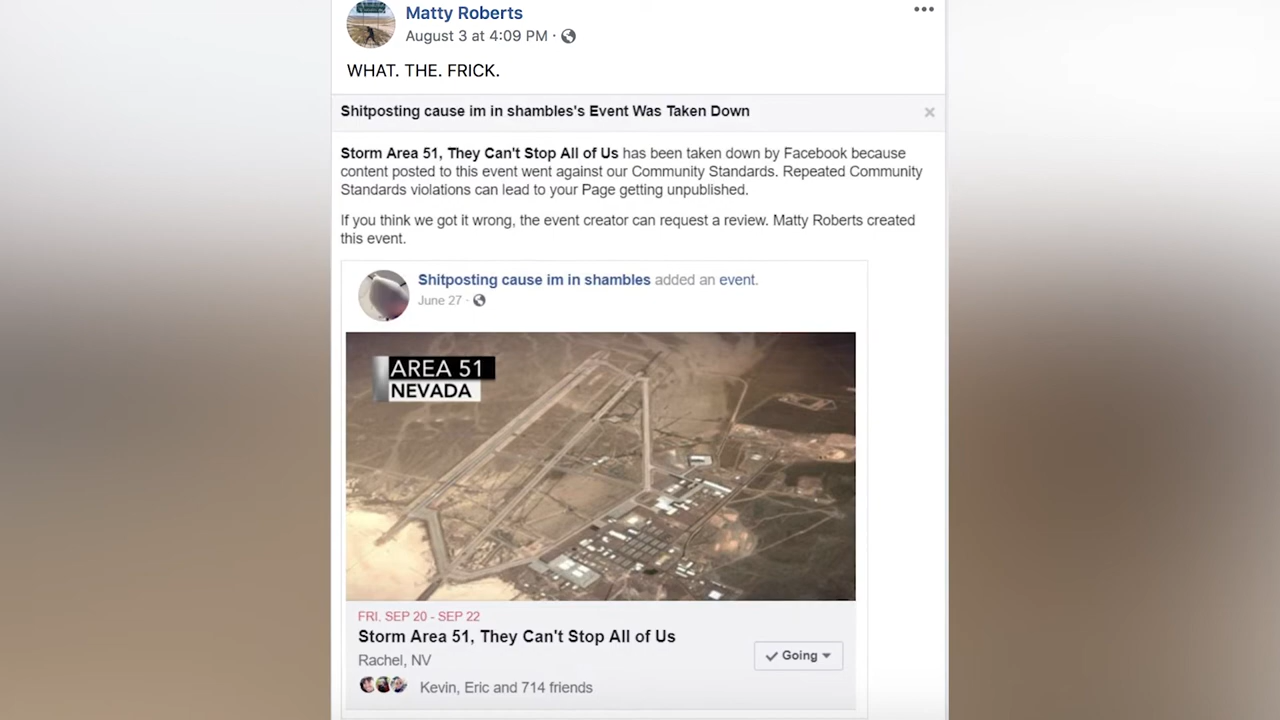 Matty Roberts
August 3 at 4:09 PM ·
WHAT. THE. FRICK.
Shitposting cause im in shambles's Event Was Taken Down
Storm Area 51, They Can't Stop All of Us has been taken down by Facebook because
content posted to this event went against our Community Standards. Repeated Community
Standards violations can lead to your Page getting unpublished.
If you think we got it wrong, the event creator can request a review. Matty Roberts created
this event.
Shitposting cause im in shambles added an event.
June 27 ·
AREA 51
NEVADA
FRI, SEP 20 - SEP 22
Storm Area 51, They Can't Stop All of Us
Rachel, NV
Going
Kevin, Eric and 714 friends